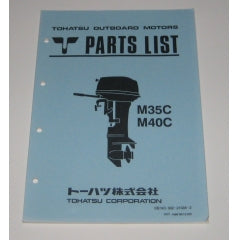 TOHATSU OUTBOARD MOTORS
PARTS LIST
M35C
M40C
トーハツ株式会社
TOHATSU CORPORATION